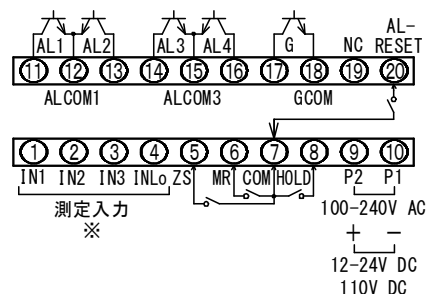 AL-
AL1 AL2 AL3 AL4 G NC RESET
11 12 13 14 15 16 17 18 19 20
ALCOM1 ALCOM3 GCOM
1 2 3 4 5 6 7 8 9 10
IN1 IN2 IN3 INLo ZS MR COM HOLD P2 P1
測定入力 100-240V AC
※ + −
12-24V DC
110V DC